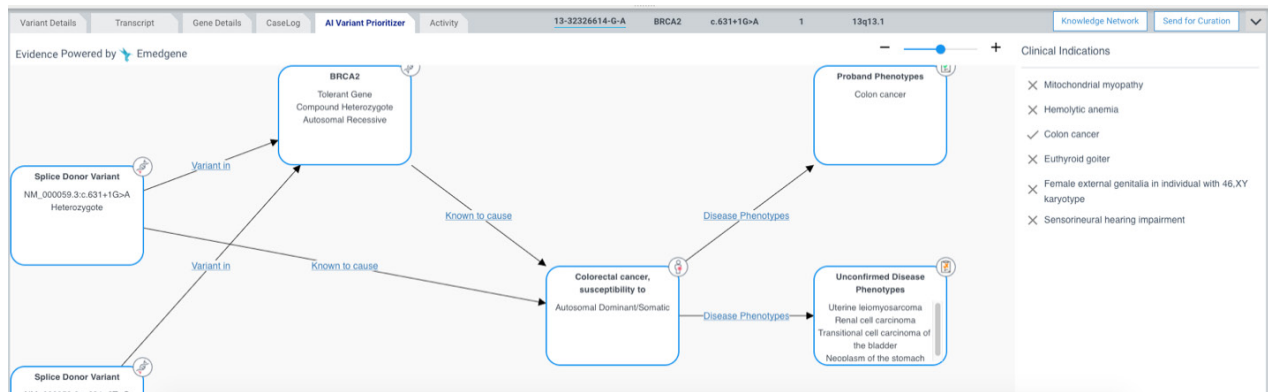 Variant Details
Transcript
Gene Details
CaseLog
AI Variant Prioritizer
Activity
13-32326614-G-A
BRCA2
c.631+1G>A
1
13q13.1
Knowledge Network
Send for Curation
Evidence Powered by Emedgene
Clinical Indications
Mitochondrial myopathy
Hemolytic anemia
Colon cancer
Euthyroid goiter
Female external genitalia in individual with 46,XY
karyotype
Sensorineural hearing impairment
BRCA2
Tolerant Gene
Compound Heterozygote
Autosomal Recessive
Proband Phenotypes
Colon cancer
Variant in
Splice Donor Variant
NM_000059.3:c.631+1G>A
Heterozygote
Known to cause
Disease Phenotypes
Variant in
Known to cause
Colorectal cancer,
susceptibility to
Autosomal Dominant/Somatic
Disease Phenotypes
Unconfirmed Disease
Phenotypes
Uterine leiomyosarcoma
Renal cell carcinoma
Transitional cell carcinoma of
the bladder
Neoplasm of the stomach
Splice Donor Variant